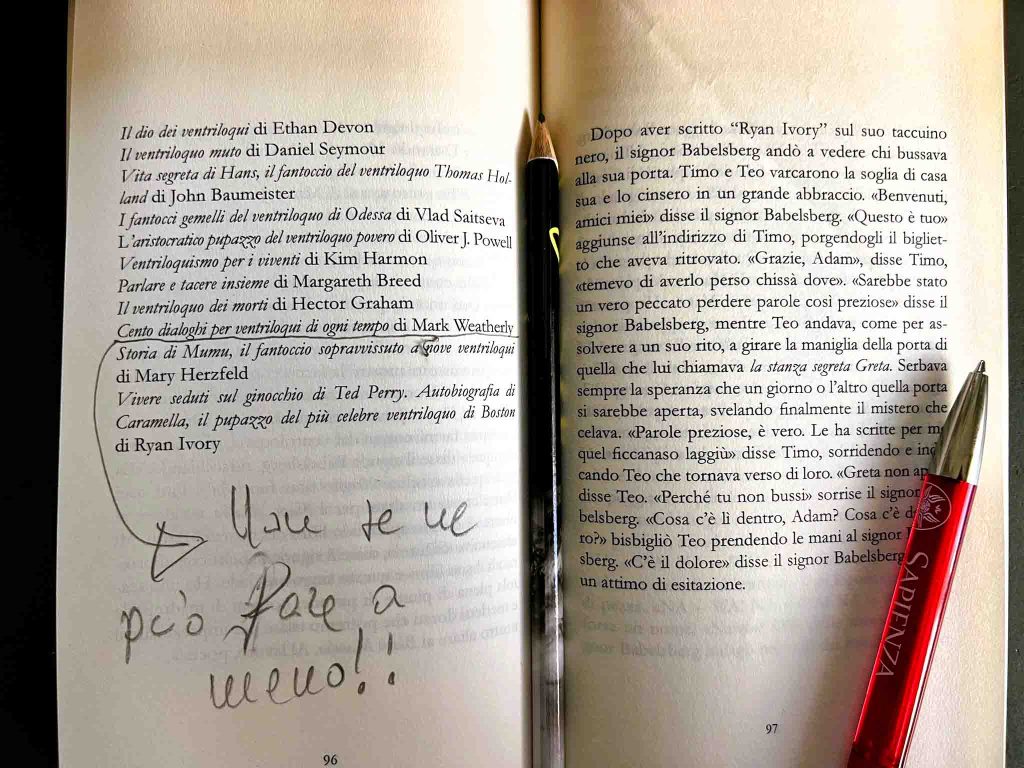 Il dio dei ventriloqui di Ethan Devon
Il ventriloquo muto di Daniel Seymour
Vita segreta di Hans, il fantoccio del ventriloquo Thomas Hol-
land di John Baumeister
I fantocci gemelli del ventriloquo di Odessa di Vlad Saitseva
L'aristocratico pupazzo del ventriloquo povero di Oliver J. Powell
Ventriloquismo per i viventi di Kim Harmon
Parlare e tacere insieme di Margareth Breed
Il ventriloquo dei morti di Hector Graham
Cento dialoghi per ventriloqui di ogni tempo di Mark Weatherly
Storia di Mumu, il fantoccio sopravvissuto a nove ventriloqui
di Mary Herzfeld
Vivere seduti sul ginocchio di Ted Perry. Autobiografia di
Caramella, il pupazzo del più celebre ventriloquo di Boston
di Ryan Ivory
Non se ne
può fare a
meno!!
96
Dopo aver scritto “Ryan Ivory” sul suo taccuino
nero, il signor Babelsberg andò a vedere chi bussava
alla sua porta. Timo e Teo varcarono la soglia di casa
sua e lo cinsero in un grande abbraccio. «Benvenuti,
amici miei» disse il signor Babelsberg. «Questo è tuo»
aggiunse all'indirizzo di Timo, porgendogli il bigliet-
to che aveva ritrovato. «Grazie, Adam», disse Timo,
«temevo di averlo perso chissà dove». «Sarebbe stato
un vero peccato perdere parole così preziose» disse il
signor Babelsberg, mentre Teo andava, come per as-
solvere a un suo rito, a girare la maniglia della porta di
quella che lui chiamava la stanza segreta Greta. Serbava
sempre la speranza che un giorno o l'altro quella porta
si sarebbe aperta, svelando finalmente il mistero che
celava. «Parole preziose, è vero. Le ha scritte per me
quel ficcanaso laggiù» disse Timo, sorridendo e indi
cando Teo che tornava verso di loro. «Greta non ap
disse Teo. «Perché tu non bussi» sorrise il signor
belsberg. «Cosa c'è lì dentro, Adam? Cosa c'è
ro?» bisbigliò Teo prendendo le mani al signor
sberg. «C'è il dolore» disse il signor Babelsberg
un attimo di esitazione.
97
SAPIENZA